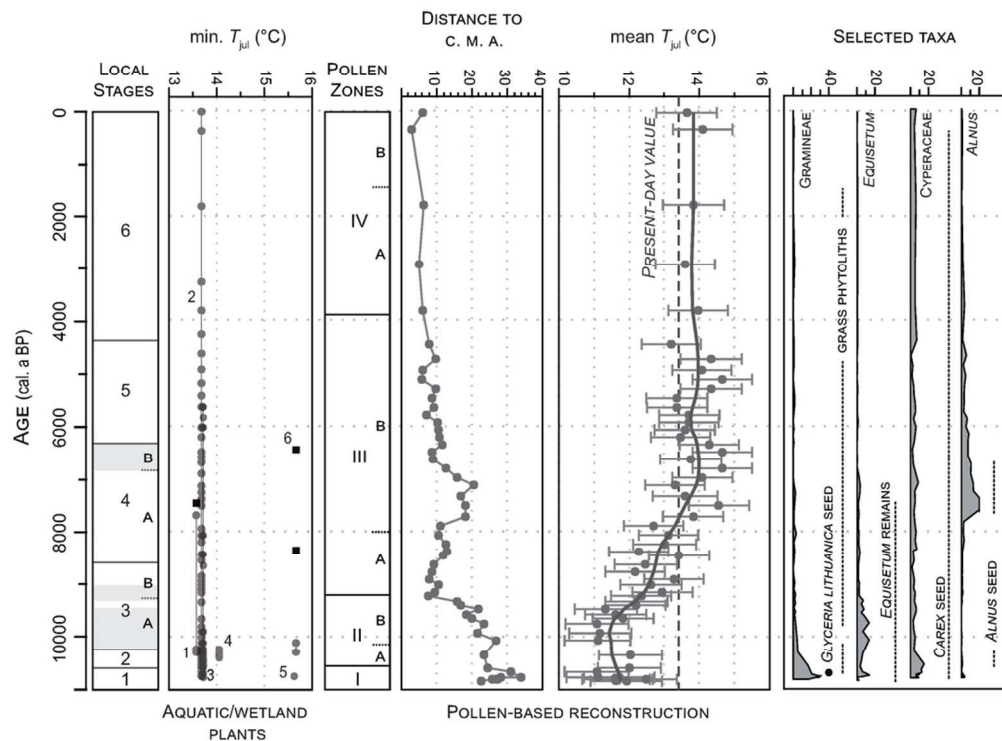 DISTANCE TO
C. M. A.
min. Tjul (°C)
mean Tjul (°C)
SELECTED TAXA
LOCAL
STAGES
13 14 15 16
POLLEN
ZONES
0 10 20 30 40
10 12 14 16
40
20
20
20
AGE (cal. a BP)
0
2000
4000
6000
8000
10000
6
5
B
4
A
B
3
A
2
1
2
6
1
4
3
5
B
IV
A
B
III
A
B
II
A
I
PRESENT-DAY VALUE
GRAMINEAE
GLYCERIA LITHUANICA SEED
GRASS PHYTOLITHS
EQUISETUM
EQUISETUM REMAINS
CYPERACEAE
CAREX SEED
ALNUS
ALNUS SEED
AQUATIC/WETLAND
PLANTS
POLLEN-BASED RECONSTRUCTION